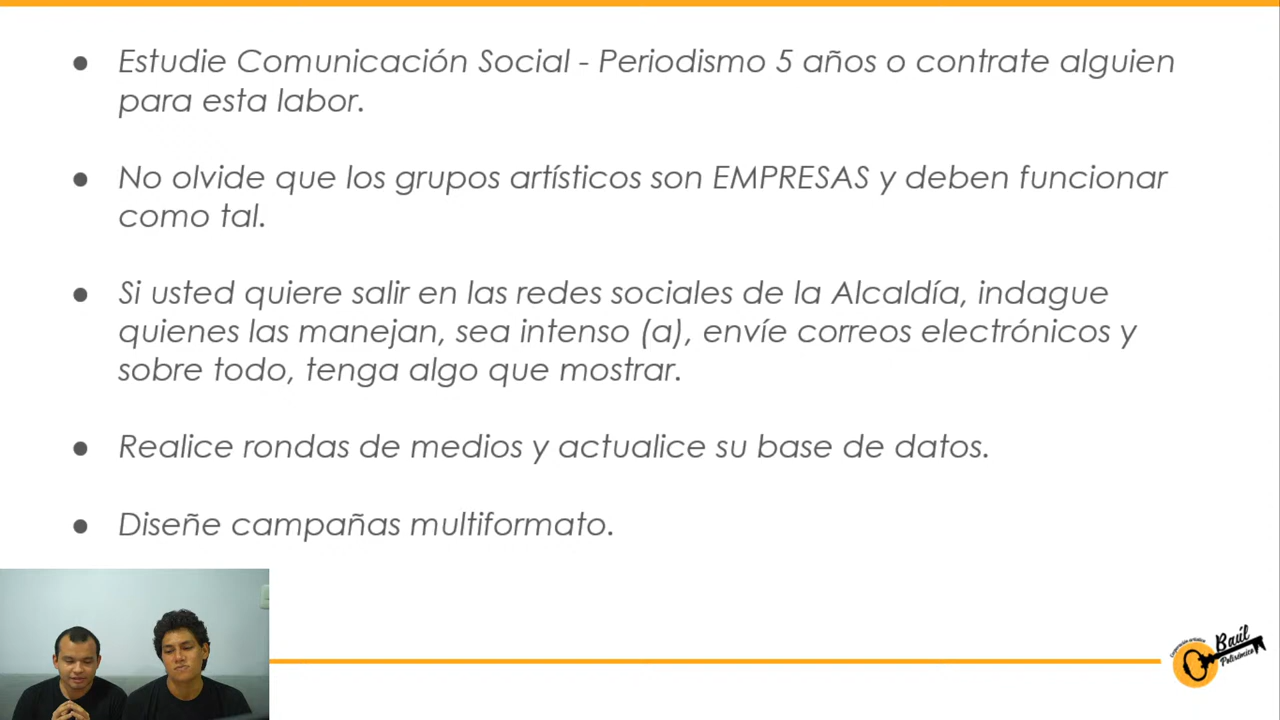 ● Estudie Comunicación Social - Periodismo 5 años o contrate alguien
para esta labor.
● No olvide que los grupos artísticos son EMPRESAS y deben funcionar
como tal.
● Si usted quiere salir en las redes sociales de la Alcaldía, indague
quienes las manejan, sea intenso (a), envíe correos electrónicos y
sobre todo, tenga algo que mostrar.
● Realice rondas de medios y actualice su base de datos.
● Diseñe campañas multiformato.
Corporación artística
Baúl
Polisónico